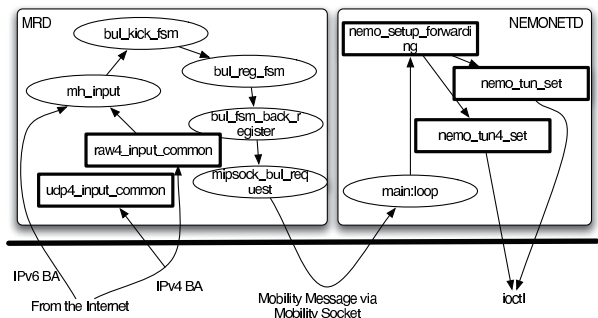 MRD
bul_kick_fsm
bul_reg_fsm
mh_input
bul_fsm_back_r
egister
raw4_input_common
mipsock_bul_req
uest
udp4_input_common
NEMONETD
nemo_setup_forwardi
ng
nemo_tun_set
nemo_tun4_set
main:loop
IPv6 BA
IPv4 BA
From the Internet
Mobility Message via
Mobility Socket
ioctl